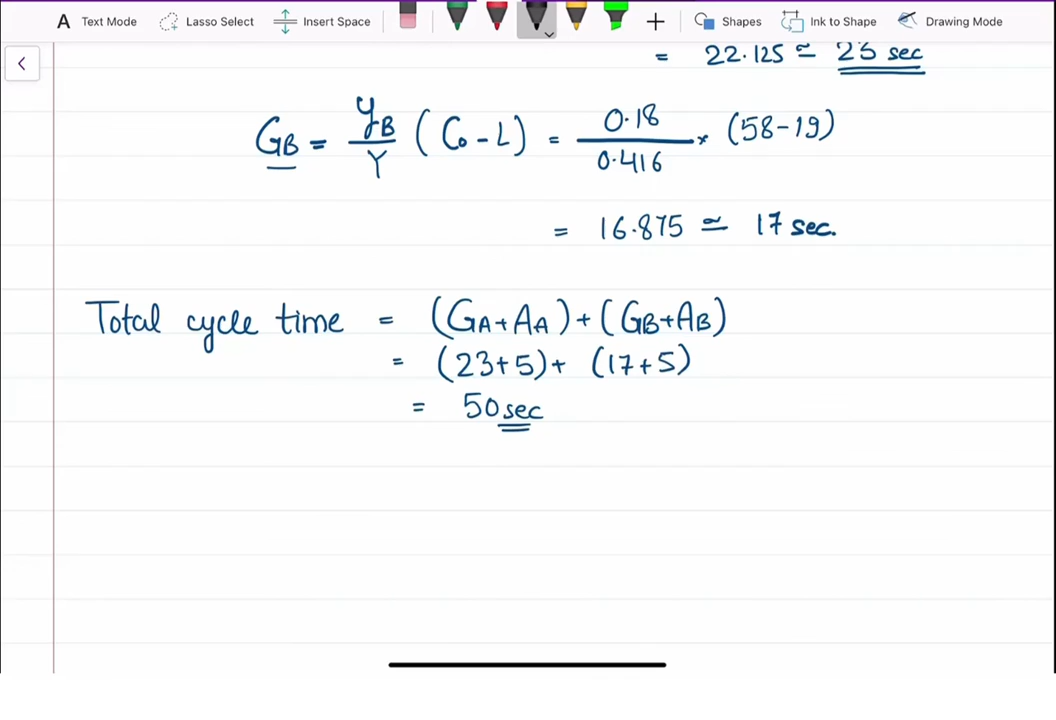 A Text Mode Lasso Select Insert Space Shapes Ink to Shape Drawing Mode
= 22.125 ≃ 23 sec
GB = yB/Y (Co - L) = 0.18/0.416 * (58-19)
= 16.875 ≃ 17 sec.
Total cycle time = (GA+AA)+(GB+AB)
= (23+5)+ (17+5)
= 50 sec